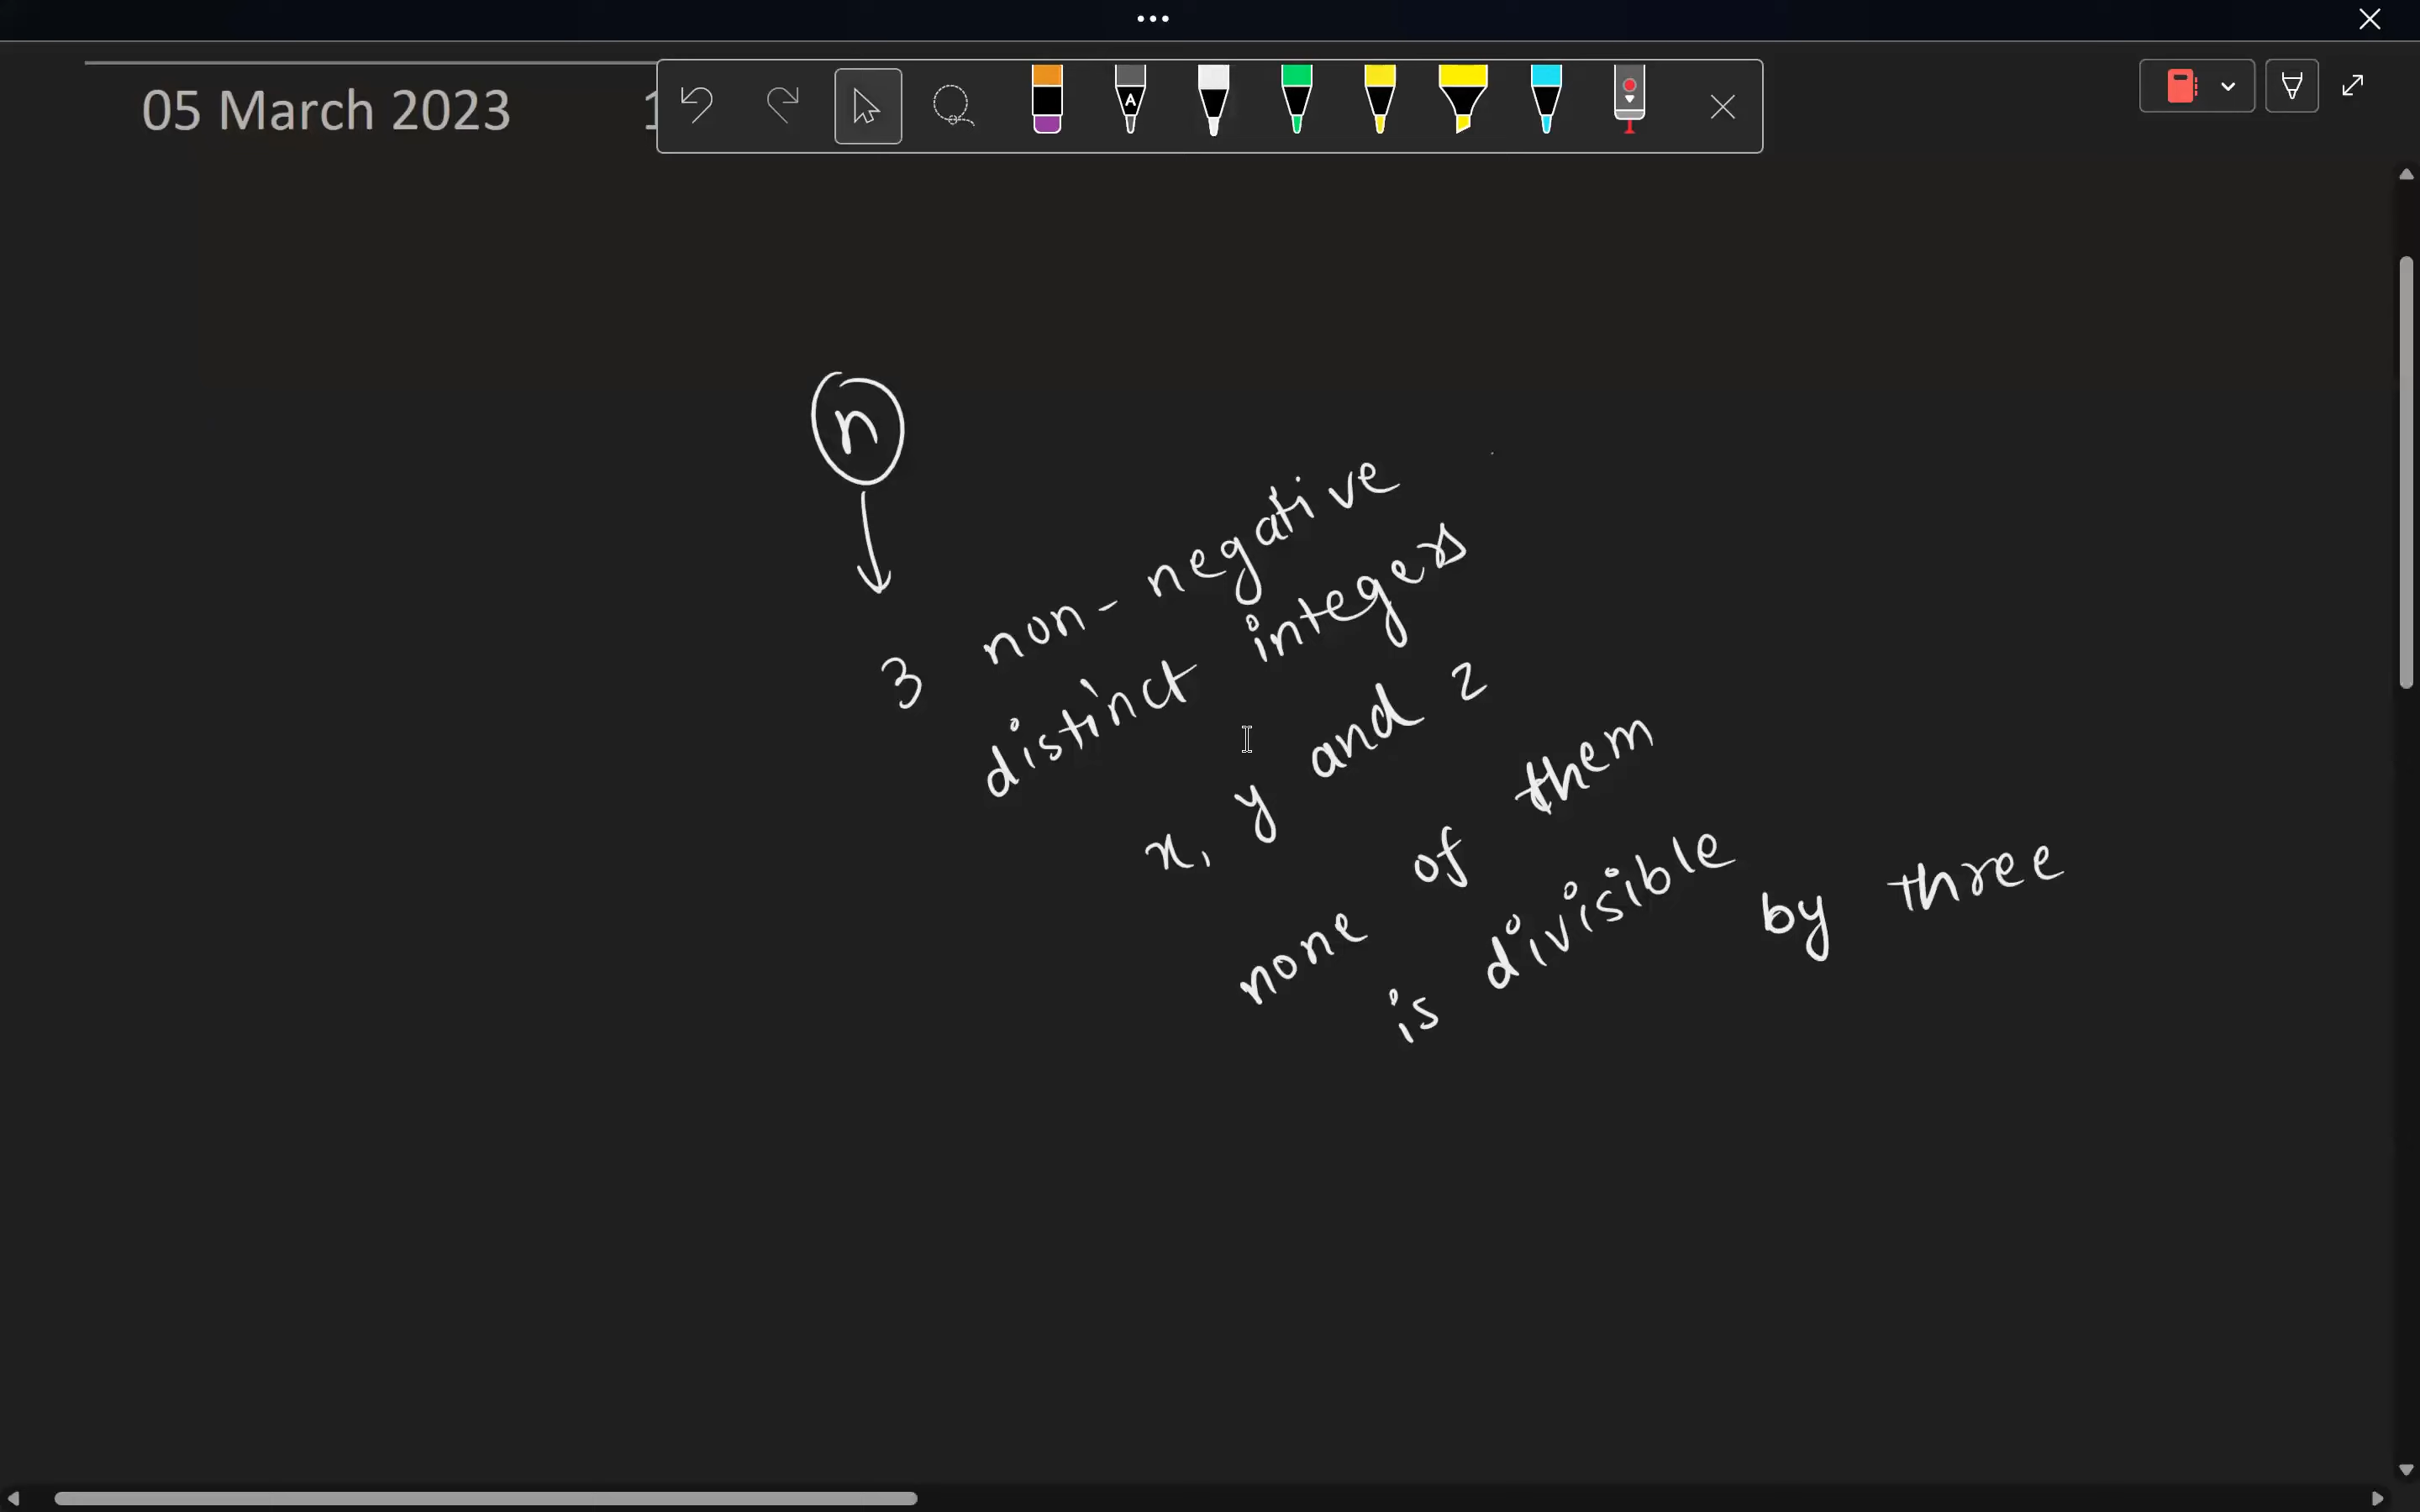 05 March 2023
n
3 non-negative
distinct integers
x, y and z
none of them
is divisible by three